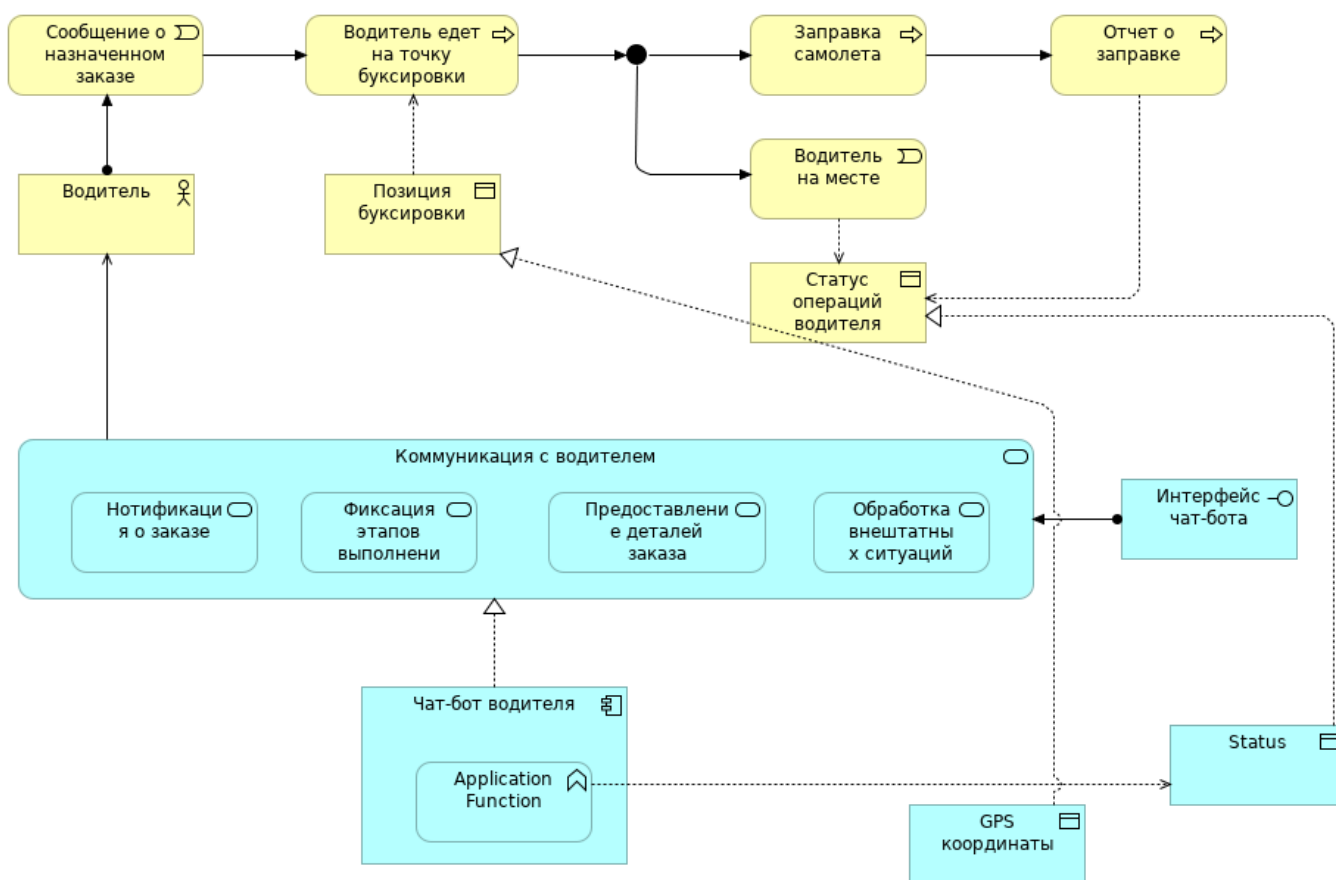 Сообщение о
назначенном
заказе
Водитель едет
на точку
буксировки
Заправка
самолета
Отчет о
заправке
Водитель
на месте
Водитель
Позиция
буксировки
Статус
операций
водителя
Коммуникация с водителем
Нотификаци
я о заказе
Фиксация
этапов
выполнени
Предоставлени
е деталей
заказа
Обработка
внештатны
х ситуаций
Интерфейс
чат-бота
Чат-бот водителя
Application
Function
Status
GPS
координаты